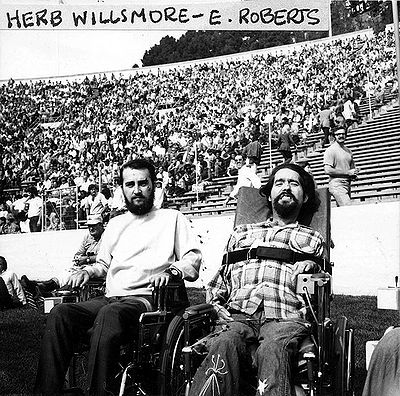 HERB WILLSMORE - E. ROBERTS